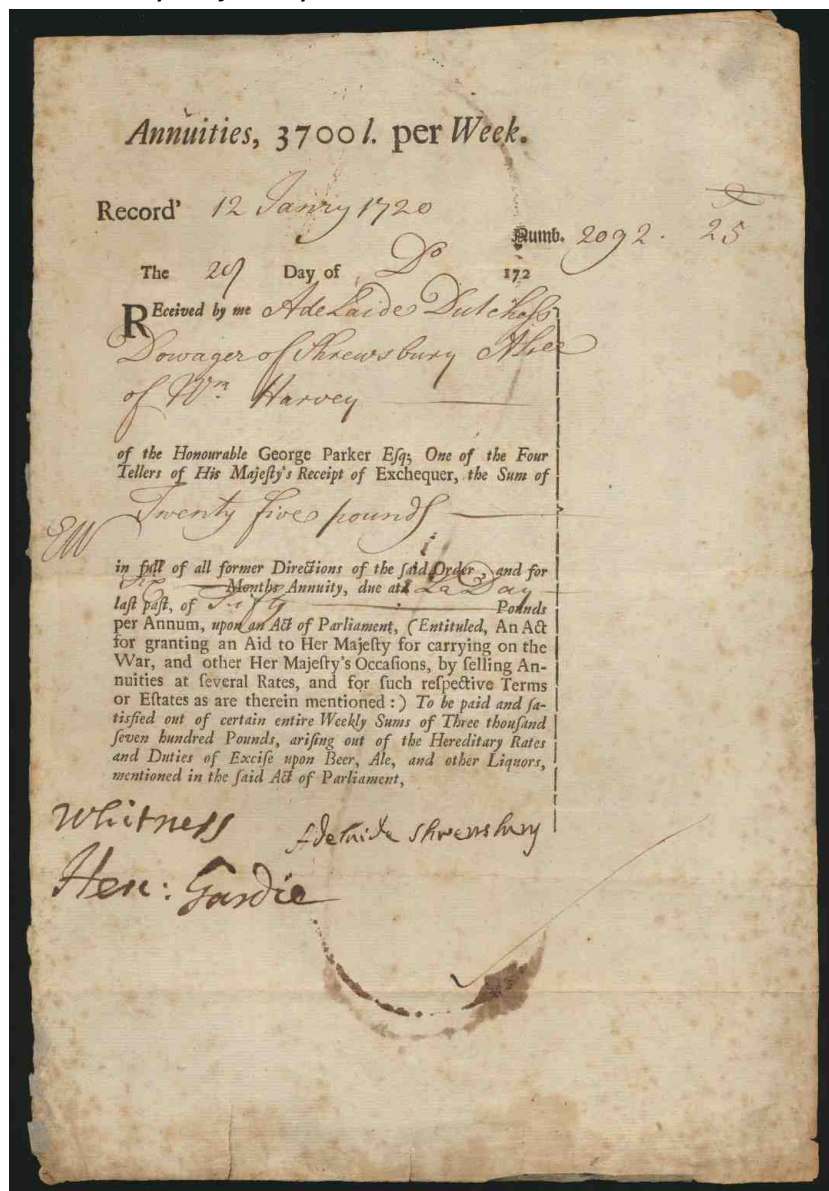 Annuities, 3700 l. per Week.
Record' 12 Janry 1720
Numb. 2092. 25
The 29 Day of Do 172
REceived by me Adelaide Dutchess
Dowager of Shrewsbury Asiee
of Wm Harvey
of the Honourable George Parker Esq; One of the Four
Tellers of His Majeſty's Receipt of Exchequer, the Sum of
Twenty five pounds
EW
in full of all former Directions of the ſaid Order, and for
Six Months Annuity, due at La Day
laſt paſt, of Fifty Pounds
per Annum, upon an Act of Parliament, (Entituled, An Act
for granting an Aid to Her Majeſty for carrying on the
War, and other Her Majeſty's Occaſions, by ſelling An-
nuities at ſeveral Rates, and for ſuch reſpective Terms
or Eſtates as are therein mentioned:) To be paid and ſa-
tisfied out of certain entire Weekly Sums of Three thouſand
ſeven hundred Pounds, ariſing out of the Hereditary Rates
and Duties of Exciſe upon Beer, Ale, and other Liquors,
mentioned in the ſaid Act of Parliament,
Whitness Adelaide Shrewsbury
Hen: Gardie